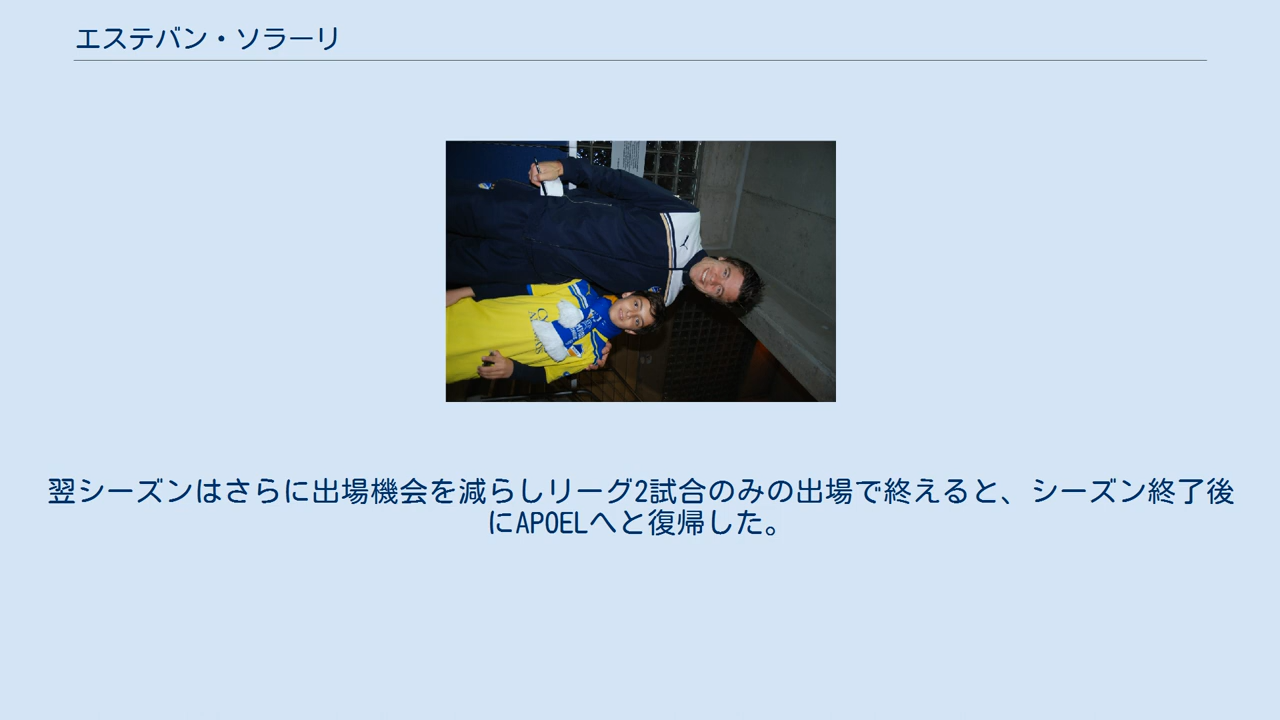 エステバン・ソラーリ
翌シーズンはさらに出場機会を減らしリーグ2試合のみの出場で終えると、シーズン終了後
にAPOELへと復帰した。